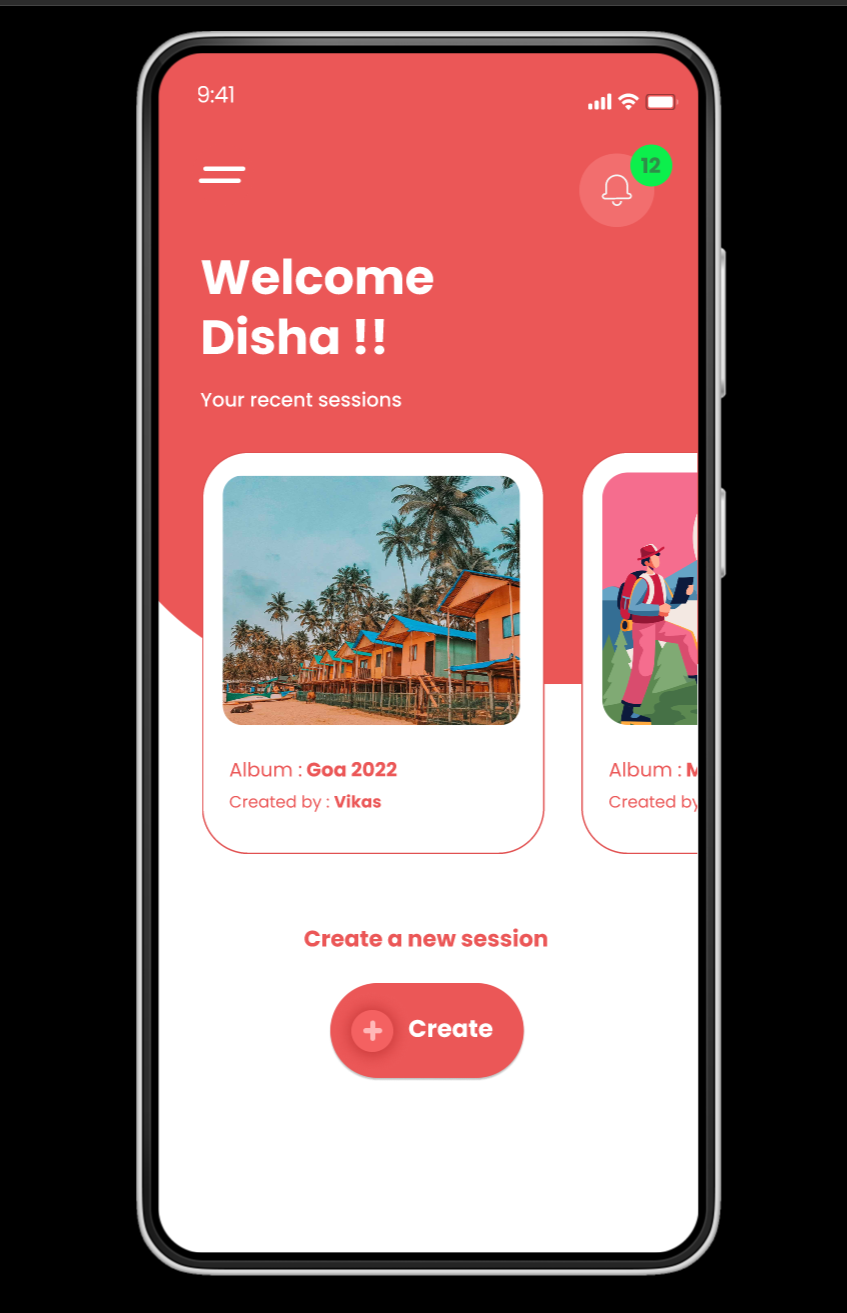 9:41
12
Welcome
Disha !!
Your recent sessions
Album : Goa 2022
Created by : Vikas
Album : M
Created by
Create a new session
Create